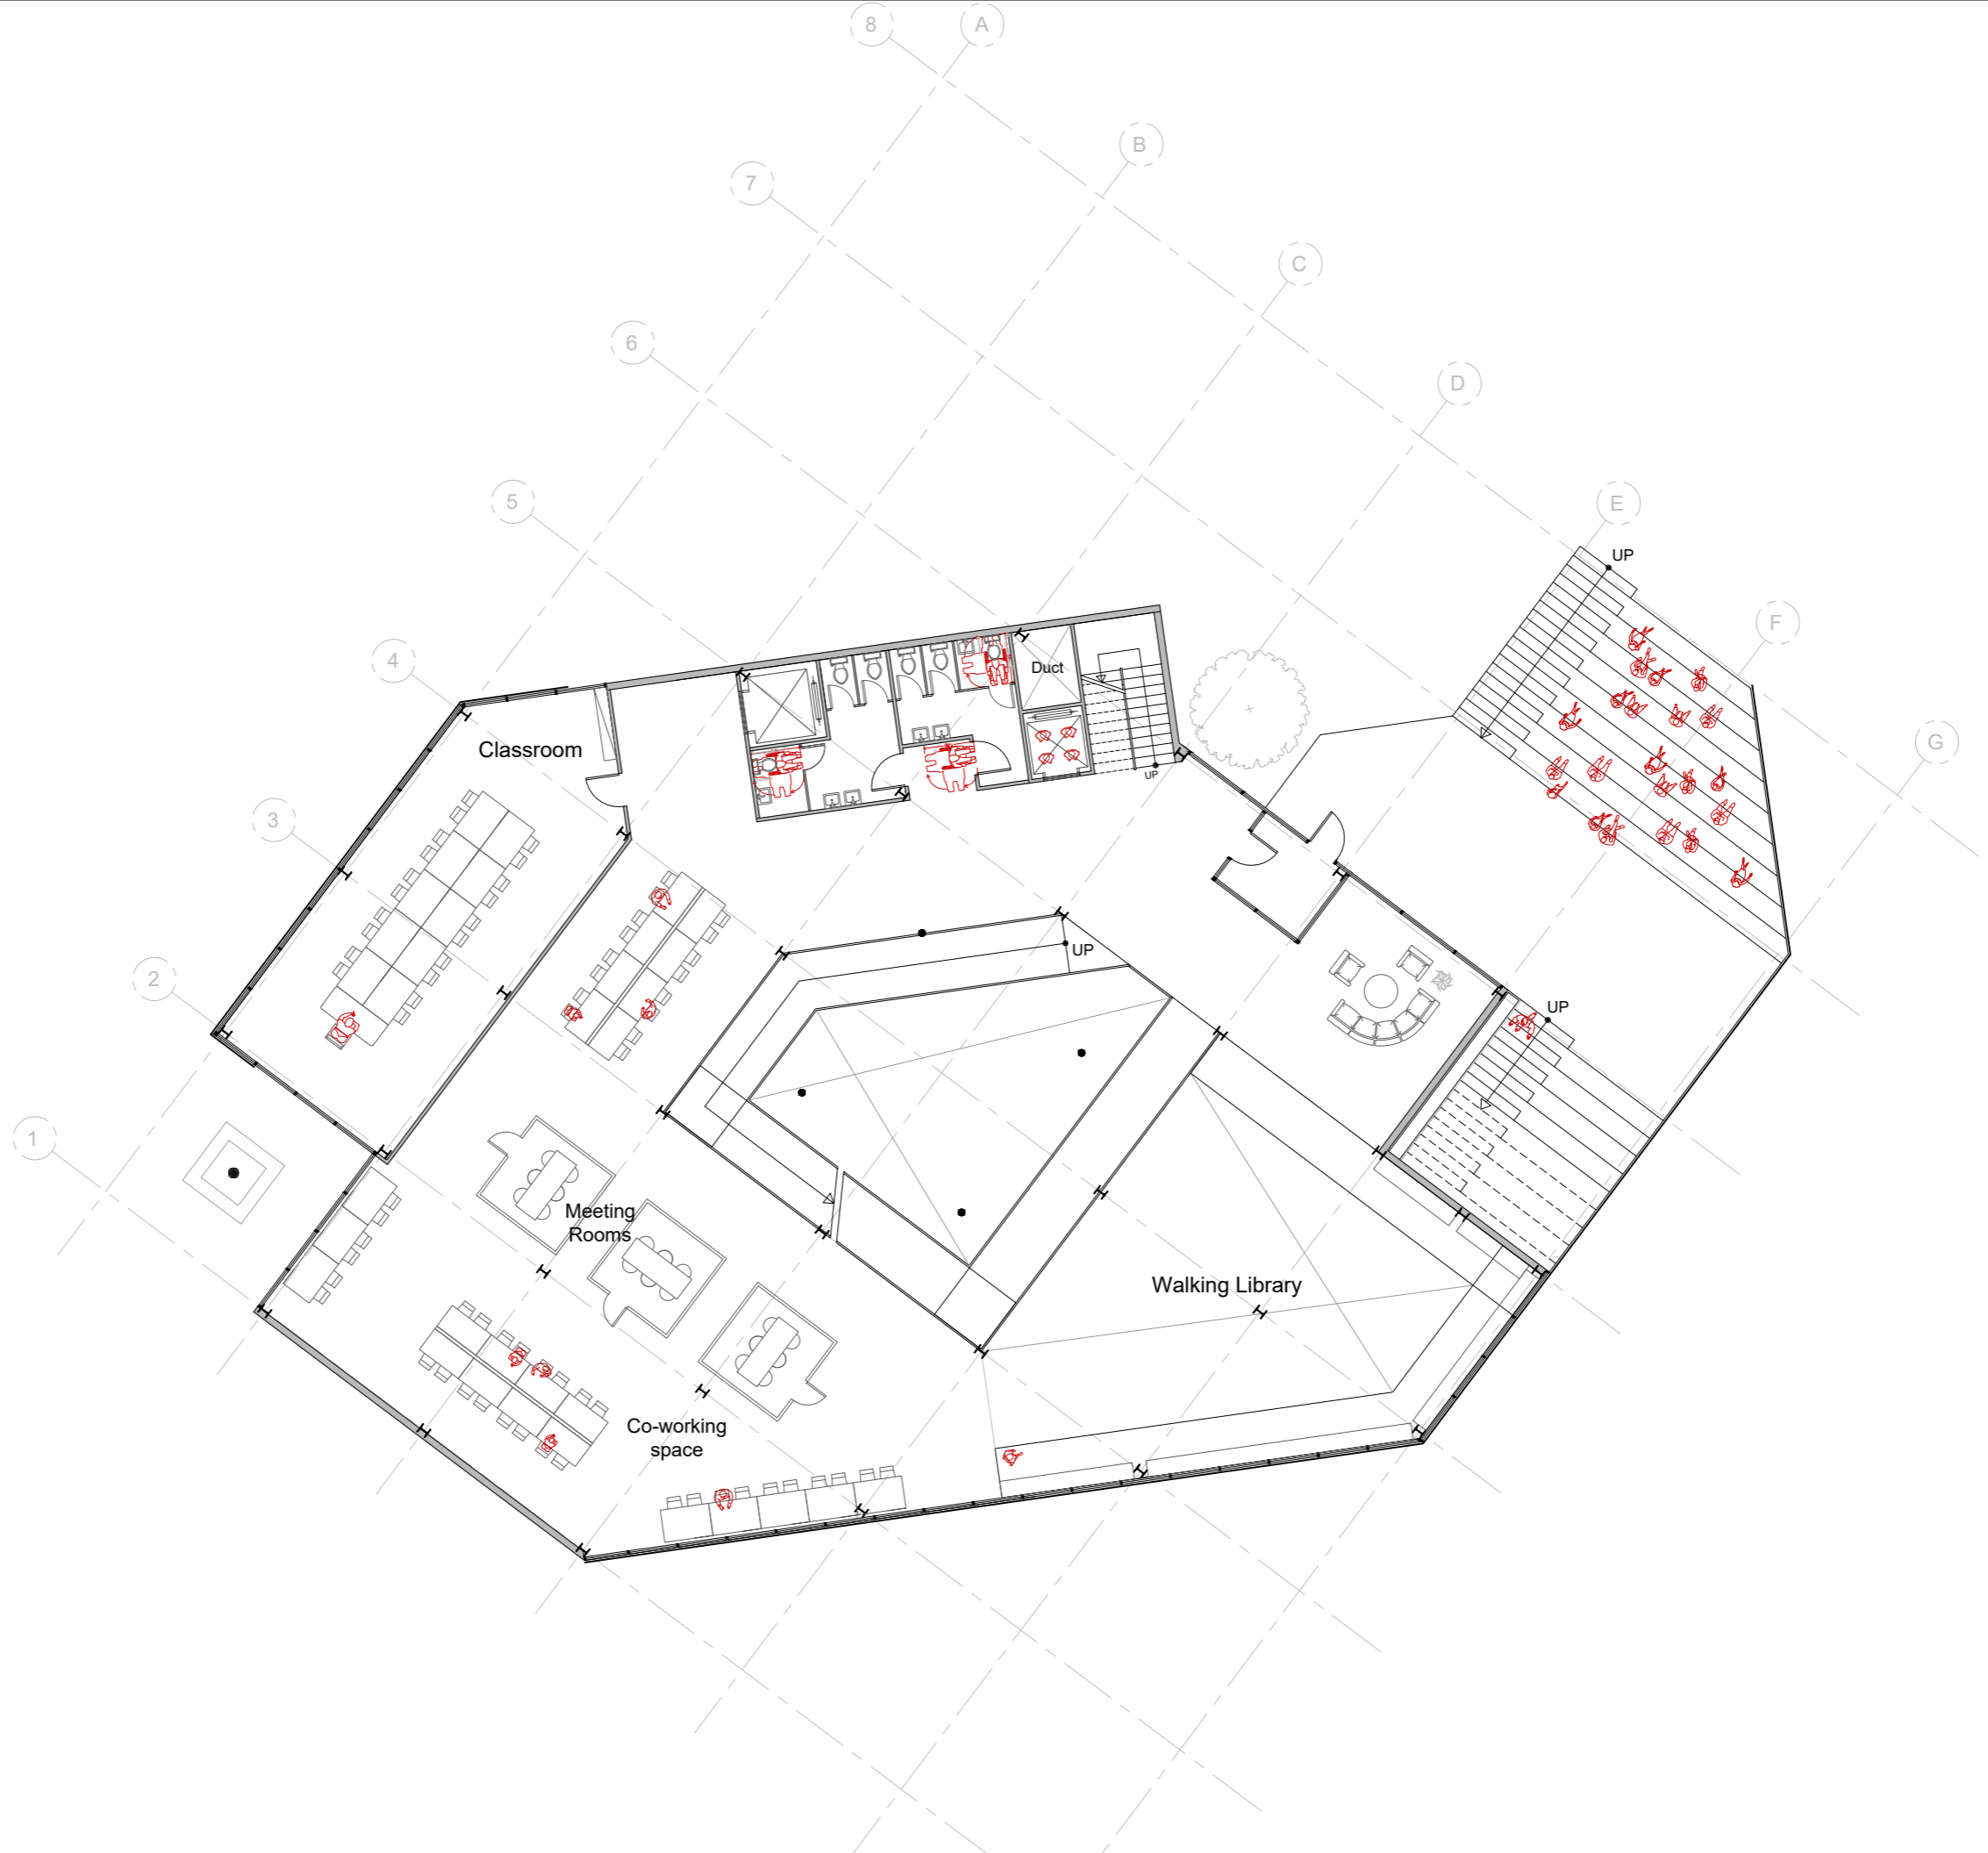 8
A
B
7
C
6
D
5
E
UP
F
4
Duct
G
Classroom
UP
3
UP
2
UP
1
Meeting
Rooms
Walking Library
Co-working
space